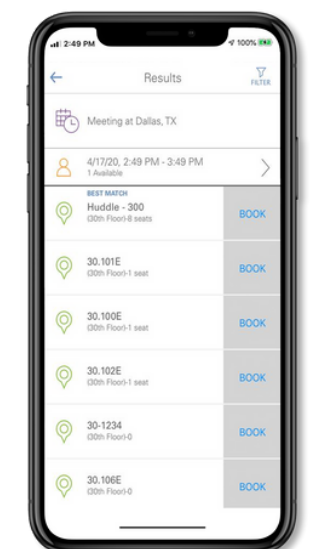 2:49 PM
100%
Results
FILTER
Meeting at Dallas, TX
4/17/20, 2:49 PM - 3:49 PM
1 Available
BEST MATCH
Huddle - 300
(30th Floor)-8 seats
BOOK
30.101E
(30th Floor)-1 seat
BOOK
30.100E
(30th Floor)-1 seat
BOOK
30.102E
(30th Floor)-1 seat
BOOK
30-1234
(30th Floor)-0
BOOK
30.106E
(30th Floor)-0
BOOK